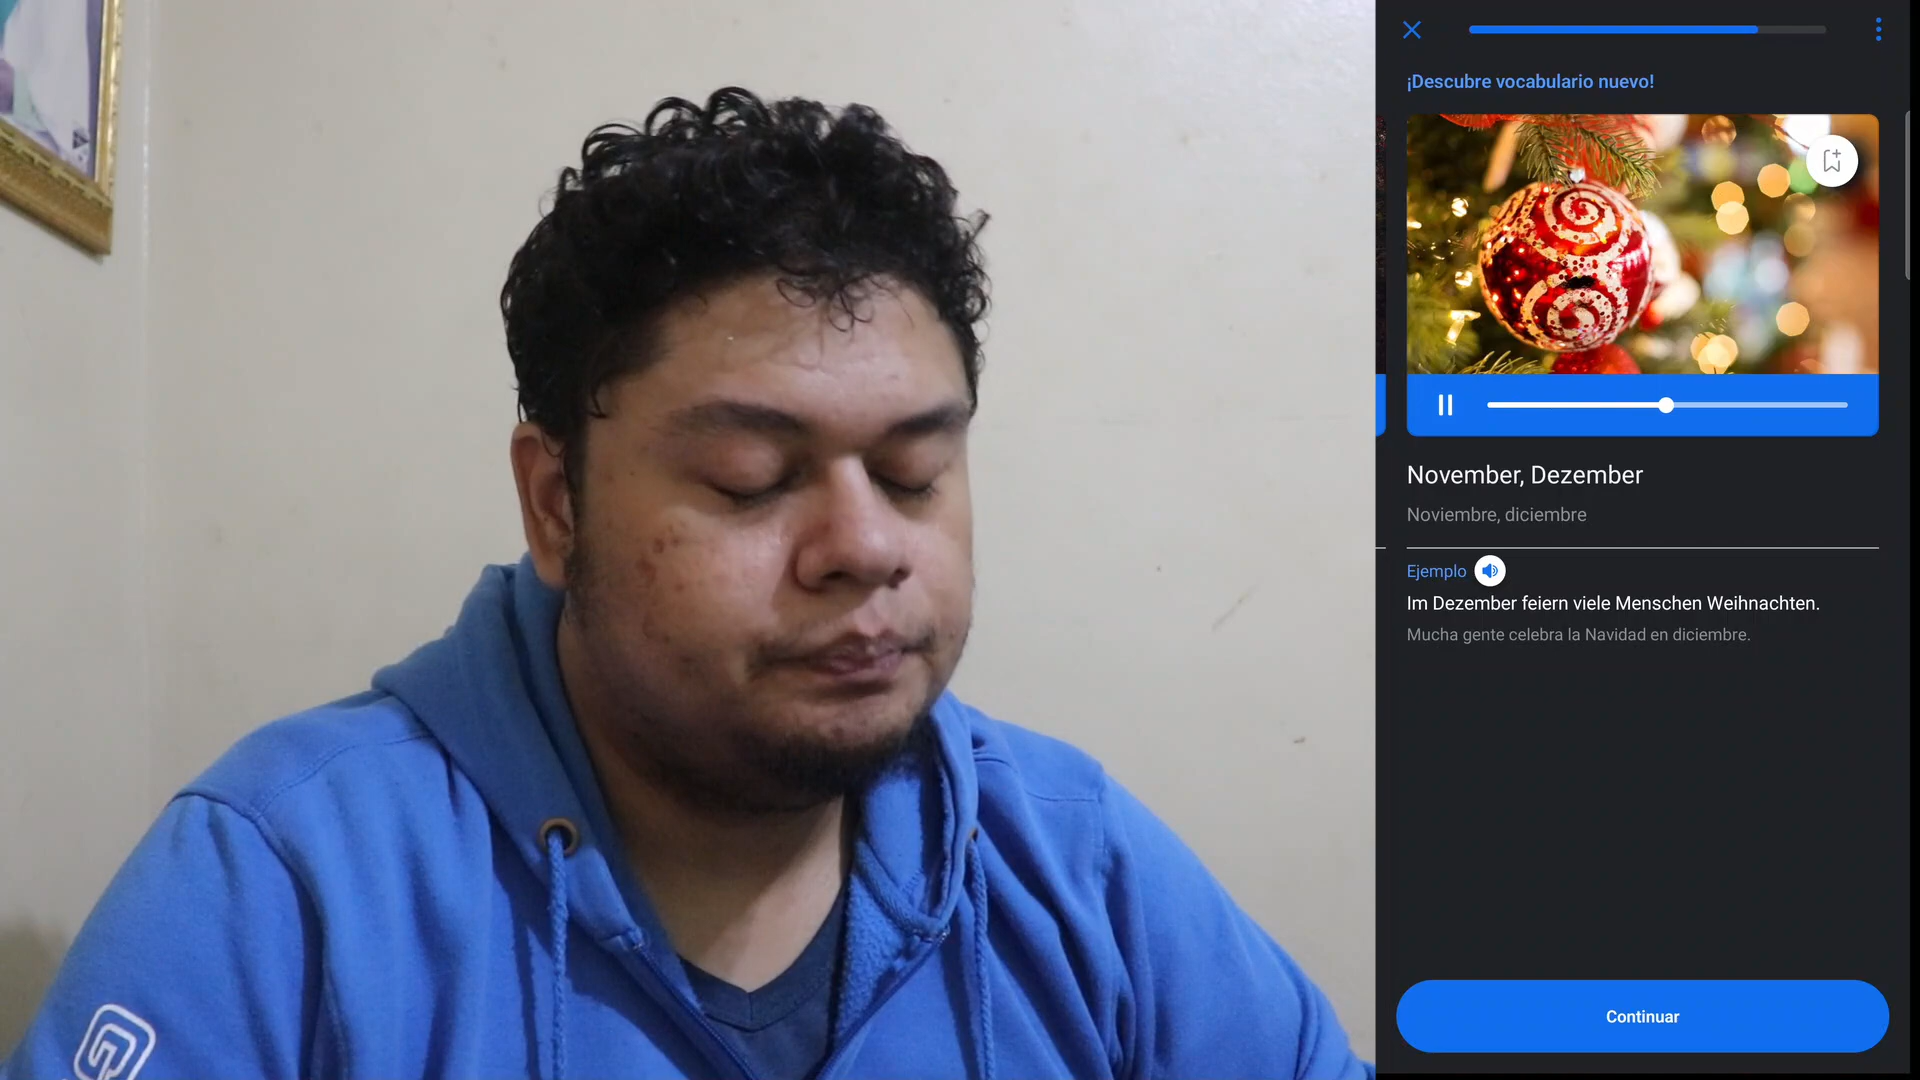 ¡Descubre vocabulario nuevo!
November, Dezember
Noviembre, diciembre
Ejemplo
Im Dezember feiern viele Menschen Weihnachten.
Mucha gente celebra la Navidad en diciembre.
Continuar